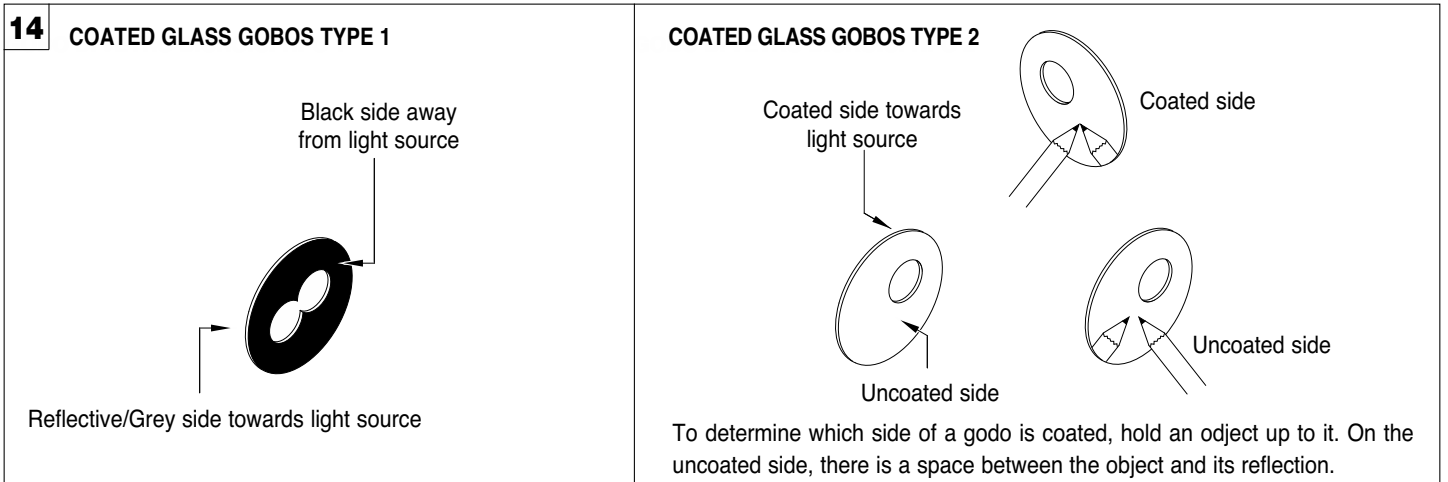 14
COATED GLASS GOBOS TYPE 1
Black side away
from light source
Reflective/Grey side towards light source
COATED GLASS GOBOS TYPE 2
Coated side
Coated side towards
light source
Uncoated side
Uncoated side
To determine which side of a godo is coated, hold an odject up to it. On the
uncoated side, there is a space between the object and its reflection.